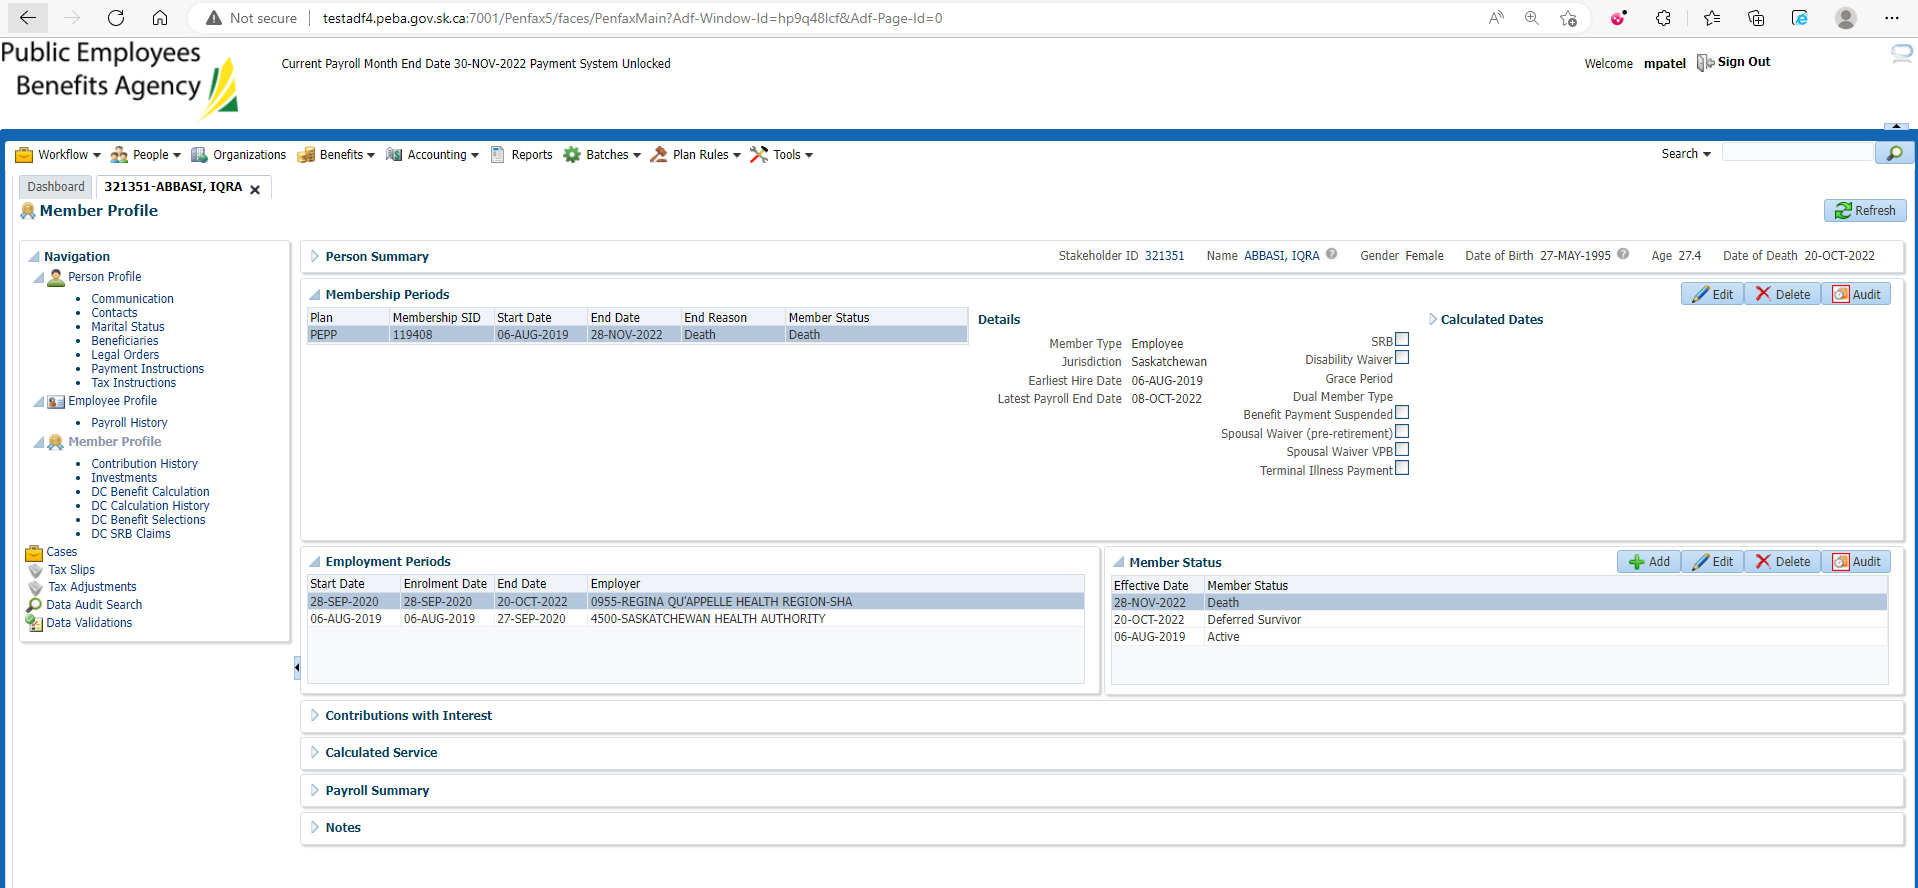 Not secure | testadf4.peba.gov.sk.ca:7001/Penfax5/faces/PenfaxMain?Adf-Window-Id=hp9q48lcf&Adf-Page-Id=0
Public Employees
Benefits Agency
Current Payroll Month End Date 30-NOV-2022 Payment System Unlocked
Welcome mpatel Sign Out
Workflow People Organizations Benefits Accounting Reports Batches Plan Rules Tools Search
Dashboard 321351-ABBASI, IQRA
Member Profile
Refresh
Navigation
Person Profile
Communication
Contacts
Marital Status
Beneficiaries
Legal Orders
Payment Instructions
Tax Instructions
Employee Profile
Payroll History
Member Profile
Contribution History
Investments
DC Benefit Calculation
DC Calculation History
DC Benefit Selections
DC SRB Claims
Cases
Tax Slips
Tax Adjustments
Data Audit Search
Data Validations
Person Summary Stakeholder ID 321351 Name ABBASI, IQRA Gender Female Date of Birth 27-MAY-1995 Age 27.4 Date of Death 20-OCT-2022
Membership Periods Edit Delete Audit
Plan Membership SID Start Date End Date End Reason Member Status
PEPP 119408 06-AUG-2019 28-NOV-2022 Death Death
Details
Member Type Employee
Jurisdiction Saskatchewan
Earliest Hire Date 06-AUG-2019
Latest Payroll End Date 08-OCT-2022
SRB
Disability Waiver
Grace Period
Dual Member Type
Benefit Payment Suspended
Spousal Waiver (pre-retirement)
Spousal Waiver VPB
Terminal Illness Payment
Calculated Dates
Employment Periods
Start Date Enrolment Date End Date Employer
28-SEP-2020 28-SEP-2020 20-OCT-2022 0955-REGINA QU'APPELLE HEALTH REGION-SHA
06-AUG-2019 06-AUG-2019 27-SEP-2020 4500-SASKATCHEWAN HEALTH AUTHORITY
Member Status Add Edit Delete Audit
Effective Date Member Status
28-NOV-2022 Death
20-OCT-2022 Deferred Survivor
06-AUG-2019 Active
Contributions with Interest
Calculated Service
Payroll Summary
Notes